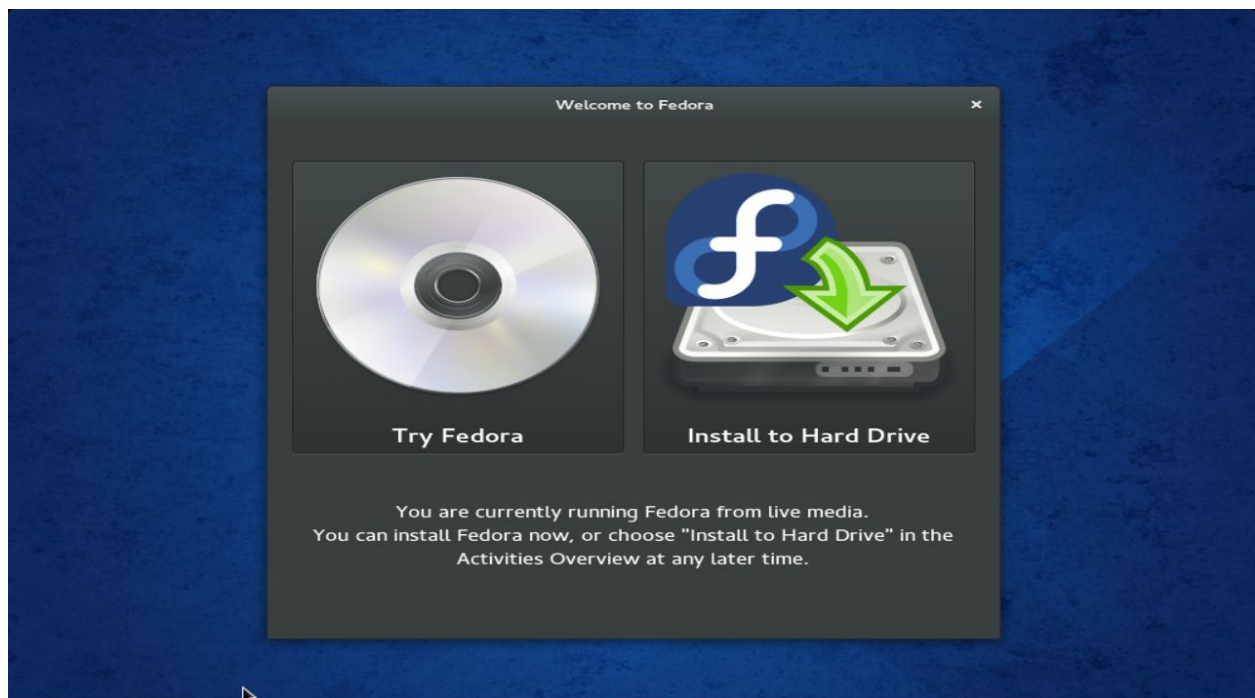 Welcome to Fedora
Try Fedora
Install to Hard Drive
You are currently running Fedora from live media.
You can install Fedora now, or choose "Install to Hard Drive" in the
Activities Overview at any later time.